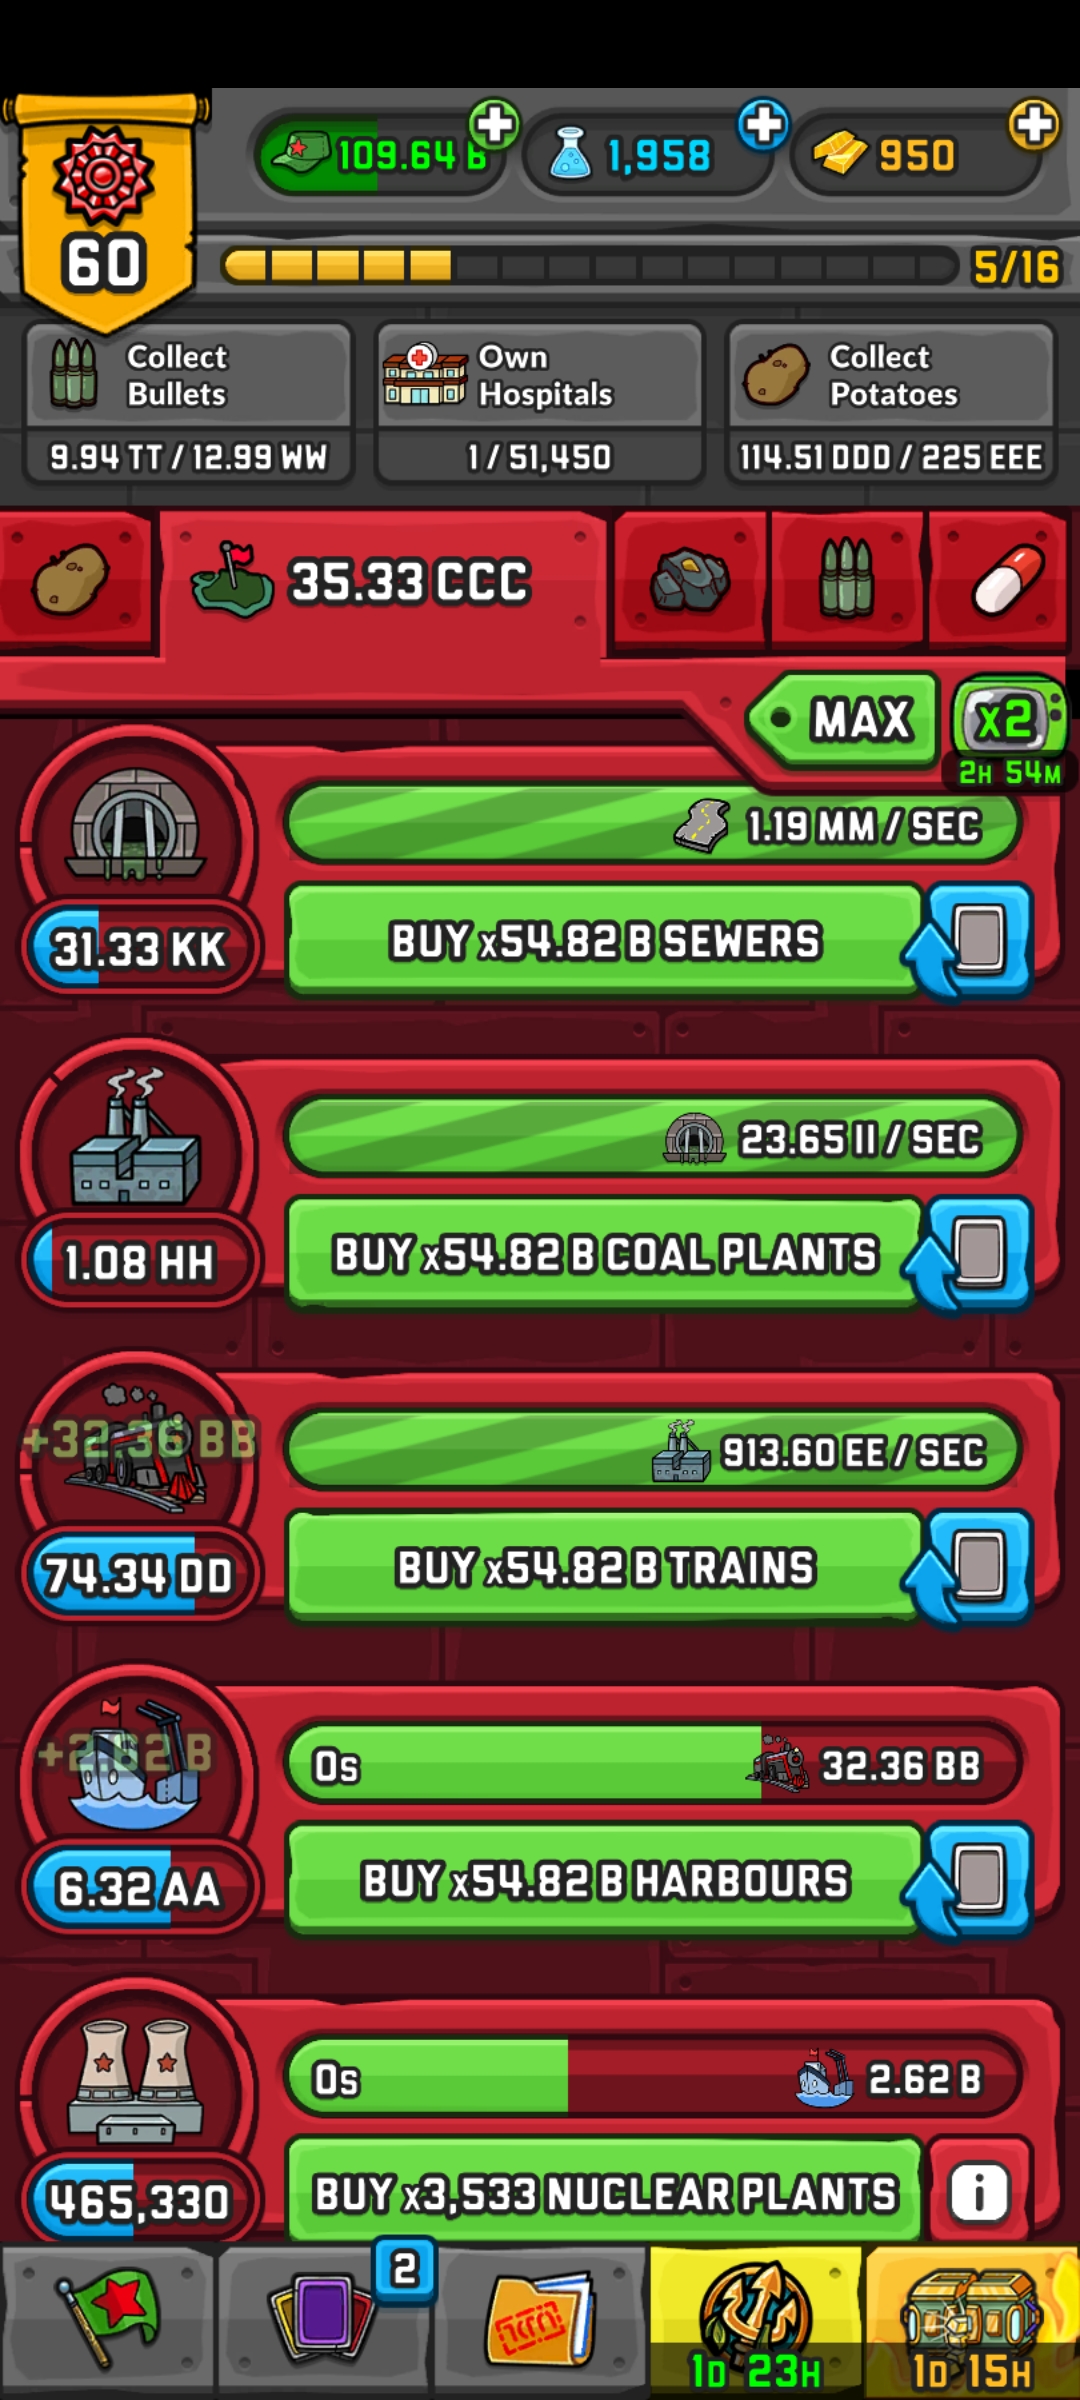 109.64 B
1,958
950
60
5/16
Collect
Bullets
Own
Hospitals
Collect
Potatoes
9.94 TT / 12.99 WW
1 / 51,450
114.51 DDD / 225 EEE
35.33 CCC
MAX
x2
2H 54M
1.19 MM / SEC
BUY x54.82 B SEWERS
31.33 KK
23.65 II / SEC
BUY x54.82 B COAL PLANTS
1.08 HH
+32.36 BB
913.60 EE / SEC
BUY x54.82 B TRAINS
74.34 DD
+2.62 B
0s
32.36 BB
BUY x54.82 B HARBOURS
6.32 AA
0s
2.62 B
BUY x3,533 NUCLEAR PLANTS
i
465,330
2
1D 23H
1D 15H